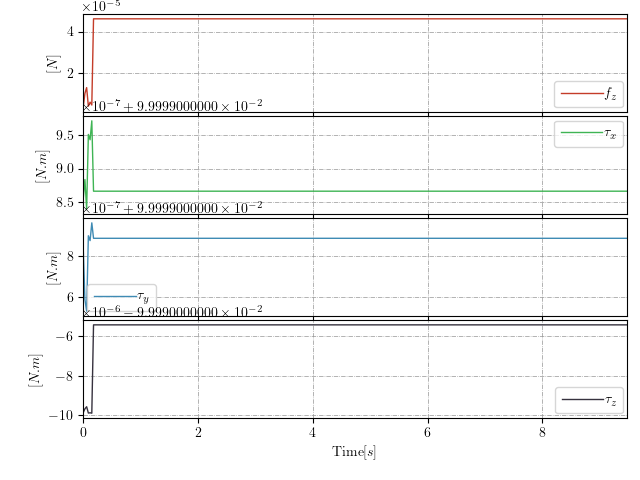 ×10⁻⁵
4
2
[N]
f_z
×10⁻⁷ + 9.9999000000 × 10⁻²
9.5
9.0
8.5
[N.m]
τ_x
×10⁻⁷ + 9.9999000000 × 10⁻²
8
6
[N.m]
τ_y
×10⁻⁶ − 9.9990000000 × 10⁻²
−6
−8
−10
[N.m]
τ_z
0 2 4 6 8
Time[s]